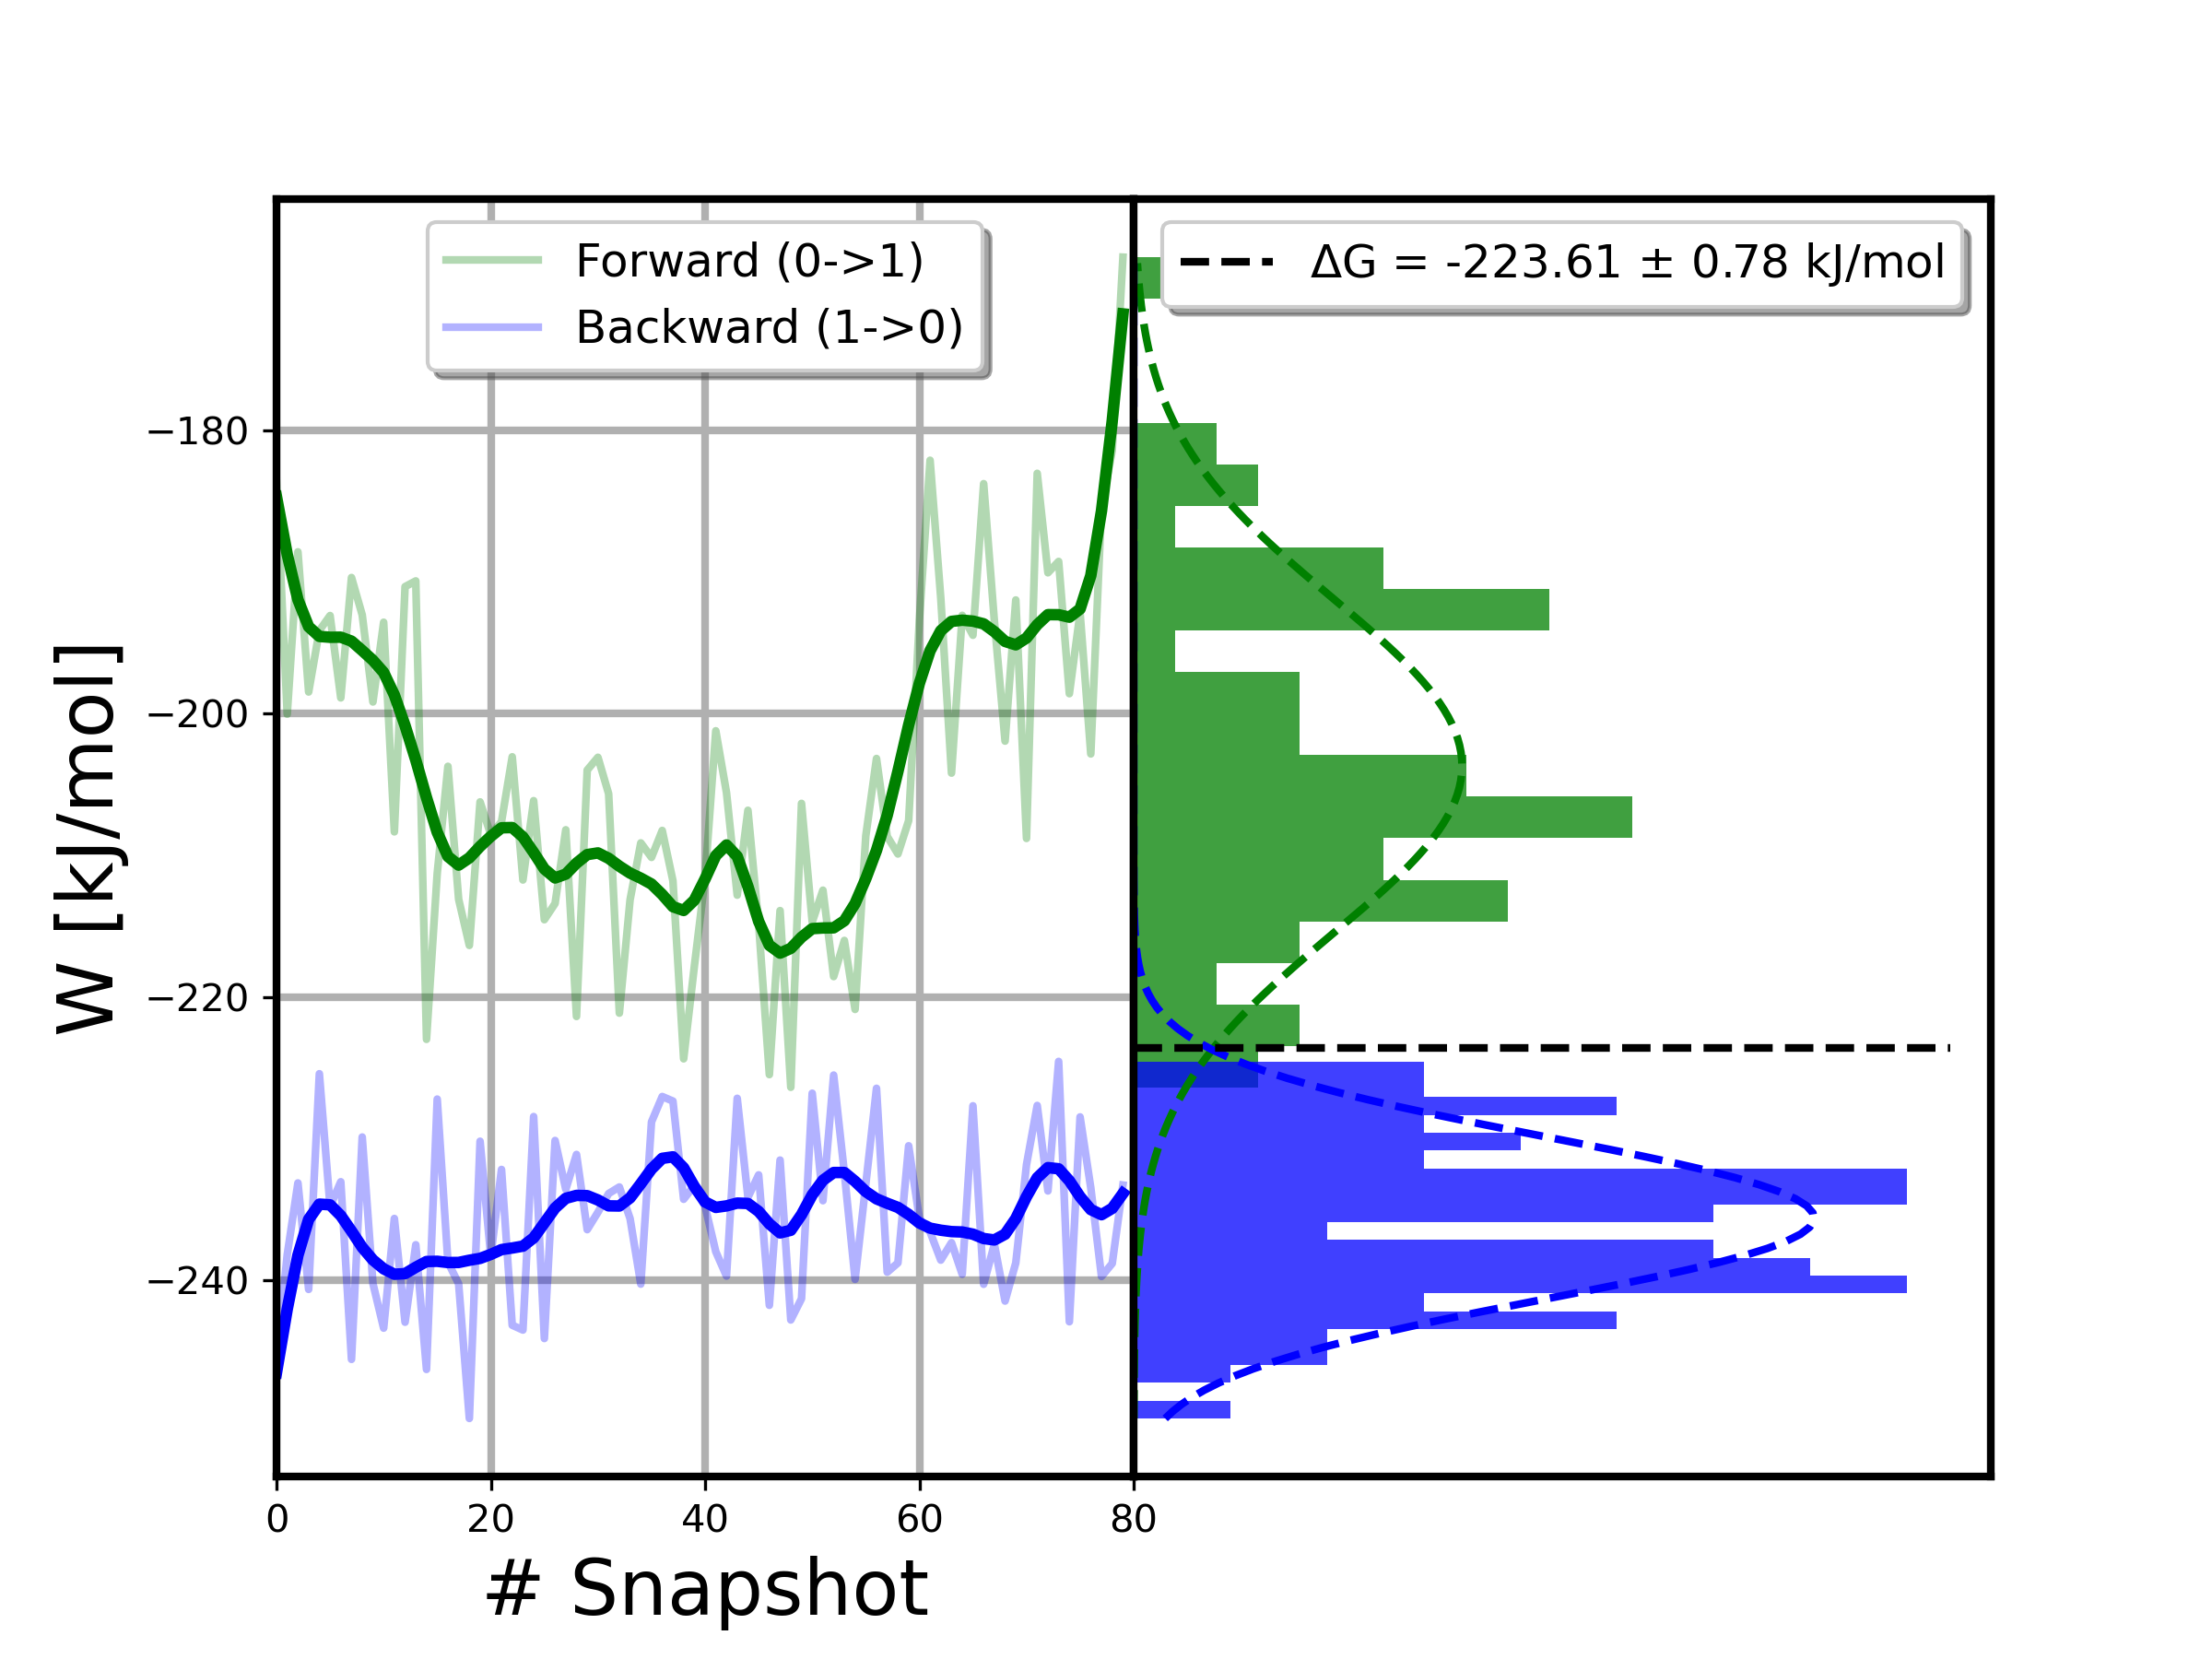 Forward (0->1)
Backward (1->0)
ΔG = -223.61 ± 0.78 kJ/mol
W [kJ/mol]
−180
−200
−220
−240
0 20 40 60 80
# Snapshot